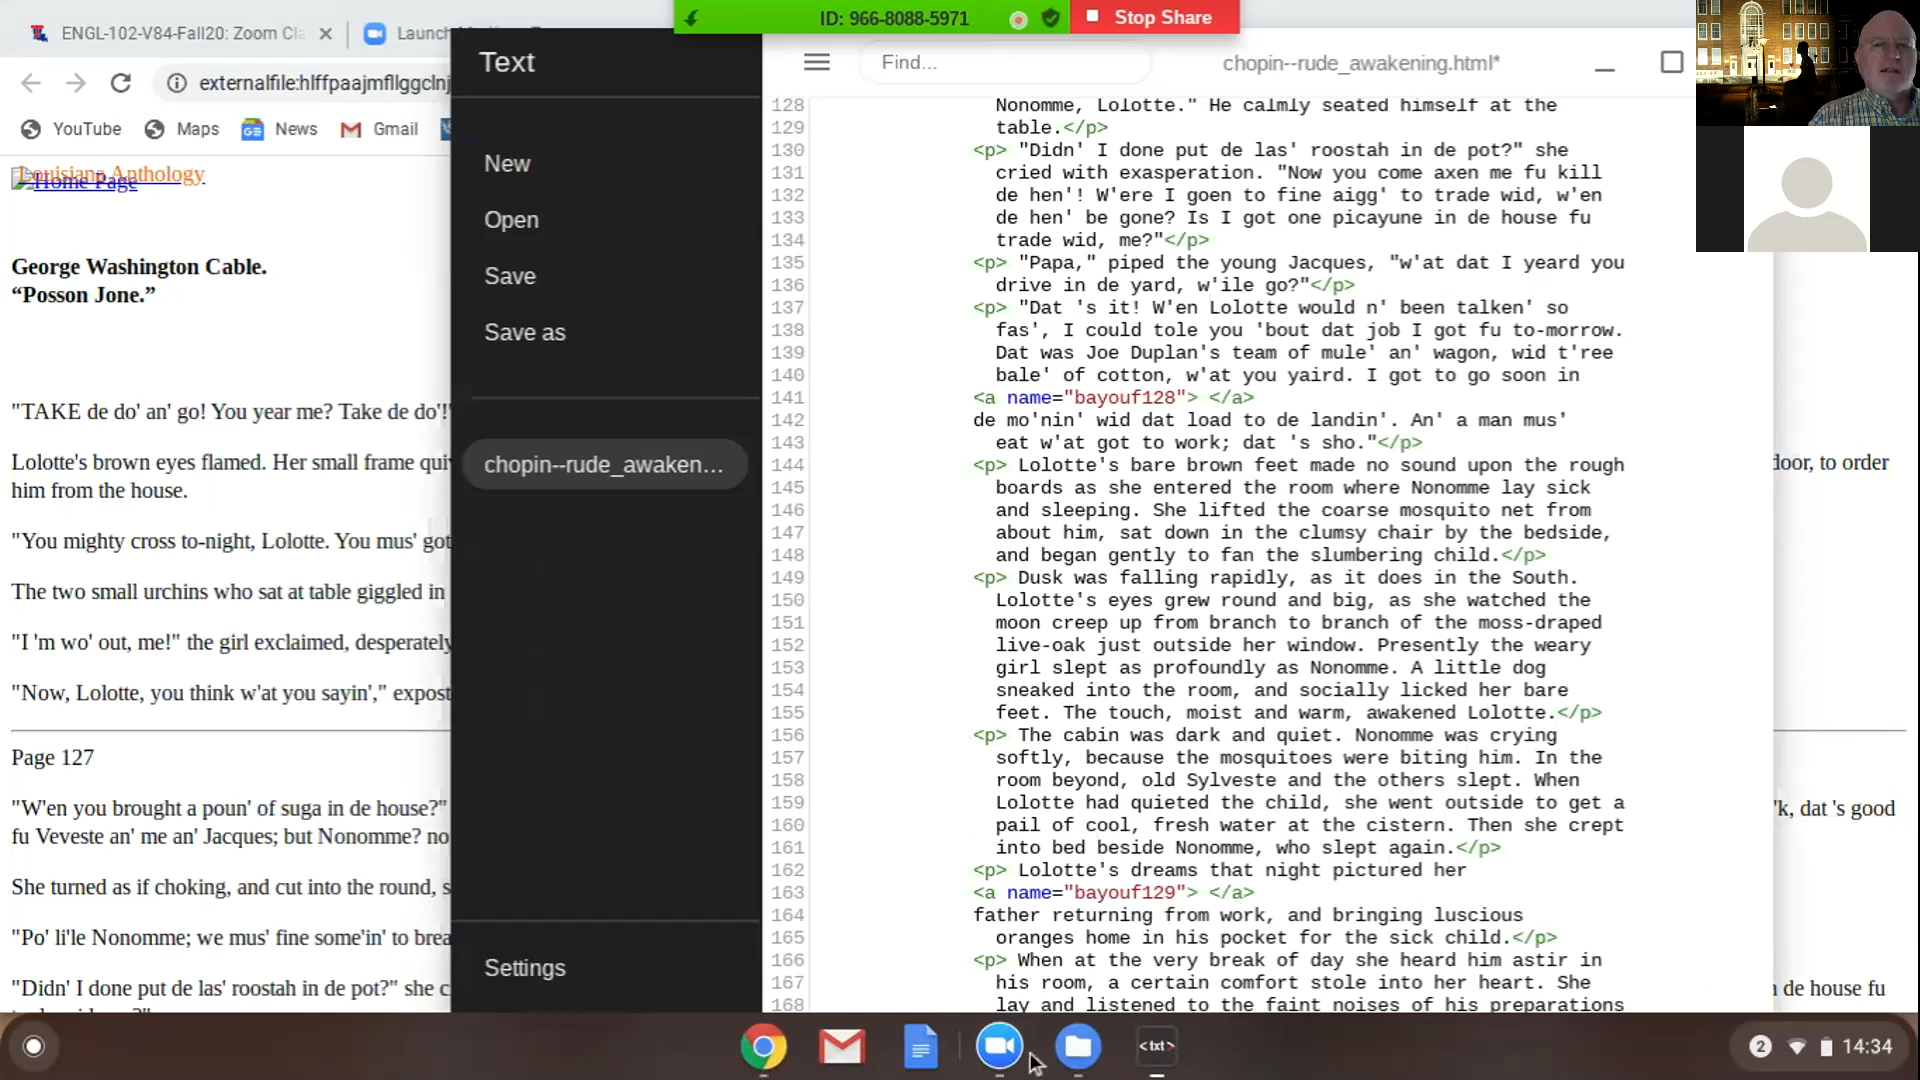 ID: 966-8088-5971
Stop Share
ENGL-102-V84-Fall20: Zoom Cla
Launch
externalfile:hlffpaajmfllggclnj
YouTube
Maps
News
Gmail
Louisiana Anthology
Home Page
George Washington Cable.
“Posson Jone.”
"TAKE de do' an' go! You year me? Take de do'!"
Lolotte's brown eyes flamed. Her small frame qui
door, to order
him from the house.
"You mighty cross to-night, Lolotte. You mus' got
The two small urchins who sat at table giggled in
"I 'm wo' out, me!" the girl exclaimed, desperately
"Now, Lolotte, you think w'at you sayin'," expost
Page 127
"W'en you brought a poun' of suga in de house?"
'k, dat 's good
fu Veveste an' me an' Jacques; but Nonomme? no
She turned as if choking, and cut into the round, s
"Po' li'le Nonomme; we mus' fine some'in' to brea
"Didn' I done put de las' roostah in de pot?" she c
n de house fu
Text
New
Open
Save
Save as
chopin--rude_awaken...
Settings
Find...
chopin--rude_awakening.html*
128 Nonomme, Lolotte." He calmly seated himself at the
129 table.</p>
130 <p> "Didn' I done put de las' roostah in de pot?" she
131 cried with exasperation. "Now you come axen me fu kill
132 de hen'! W'ere I goen to fine aigg' to trade wid, w'en
133 de hen' be gone? Is I got one picayune in de house fu
134 trade wid, me?"</p>
135 <p> "Papa," piped the young Jacques, "w'at dat I yeard you
136 drive in de yard, w'ile go?"</p>
137 <p> "Dat 's it! W'en Lolotte would n' been talken' so
138 fas', I could tole you 'bout dat job I got fu to-morrow.
139 Dat was Joe Duplan's team of mule' an' wagon, wid t'ree
140 bale' of cotton, w'at you yaird. I got to go soon in
141 <a name="bayouf128"> </a>
142 de mo'nin' wid dat load to de landin'. An' a man mus'
143 eat w'at got to work; dat 's sho."</p>
144 <p> Lolotte's bare brown feet made no sound upon the rough
145 boards as she entered the room where Nonomme lay sick
146 and sleeping. She lifted the coarse mosquito net from
147 about him, sat down in the clumsy chair by the bedside,
148 and began gently to fan the slumbering child.</p>
149 <p> Dusk was falling rapidly, as it does in the South.
150 Lolotte's eyes grew round and big, as she watched the
151 moon creep up from branch to branch of the moss-draped
152 live-oak just outside her window. Presently the weary
153 girl slept as profoundly as Nonomme. A little dog
154 sneaked into the room, and socially licked her bare
155 feet. The touch, moist and warm, awakened Lolotte.</p>
156 <p> The cabin was dark and quiet. Nonomme was crying
157 softly, because the mosquitoes were biting him. In the
158 room beyond, old Sylveste and the others slept. When
159 Lolotte had quieted the child, she went outside to get a
160 pail of cool, fresh water at the cistern. Then she crept
161 into bed beside Nonomme, who slept again.</p>
162 <p> Lolotte's dreams that night pictured her
163 <a name="bayouf129"> </a>
164 father returning from work, and bringing luscious
165 oranges home in his pocket for the sick child.</p>
166 <p> When at the very break of day she heard him astir in
167 his room, a certain comfort stole into her heart. She
168 lay and listened to the faint noises of his preparations
<txt>
2
14:34